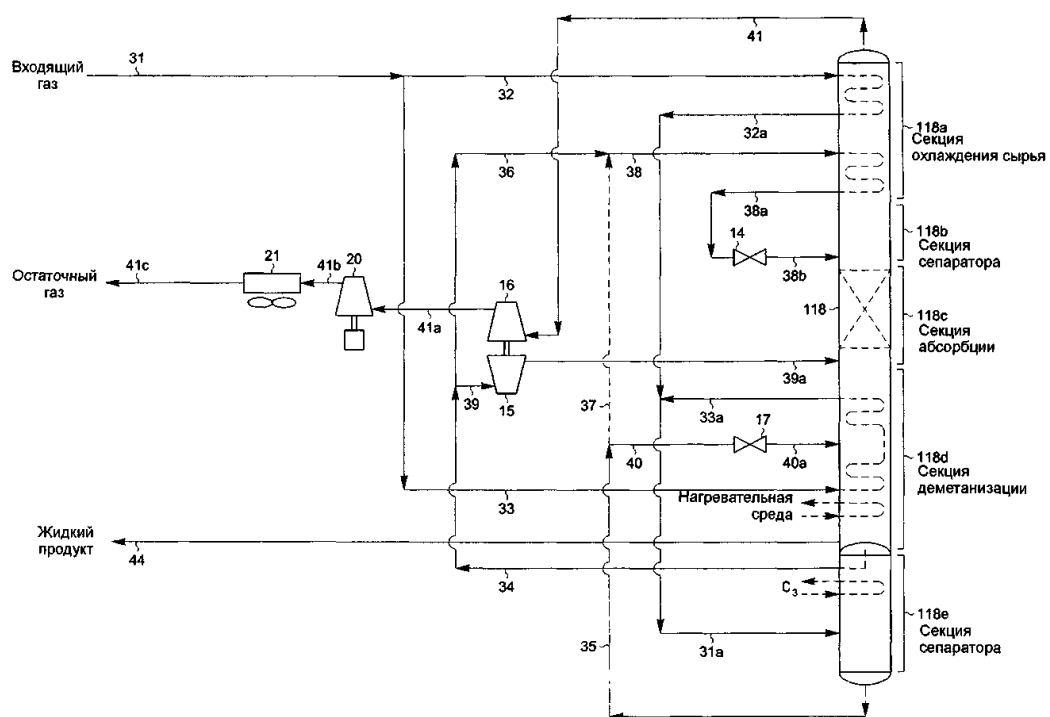 41
31
Входящий
газ
32
118a
Секция
охлаждения сырья
32a
36
38
38a
118b
Секция
сепаратора
14
38b
Остаточный
газ
41c
21
41b
20
16
41a
118
118c
Секция
абсорбции
39a
39
15
37
33a
17
40
40a
118d
Секция
деметанизации
33
Нагревательная
среда
Жидкий
продукт
44
34
C3
118e
Секция
сепаратора
35
31a